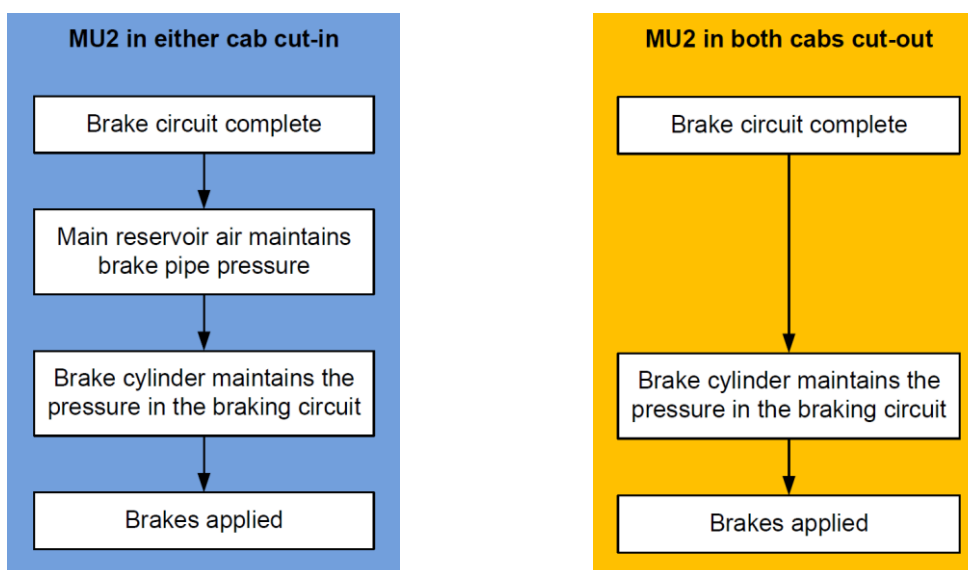 MU2 in either cab cut-in
Brake circuit complete
Main reservoir air maintains
brake pipe pressure
Brake cylinder maintains the
pressure in the braking circuit
Brakes applied
MU2 in both cabs cut-out
Brake circuit complete
Brake cylinder maintains the
pressure in the braking circuit
Brakes applied